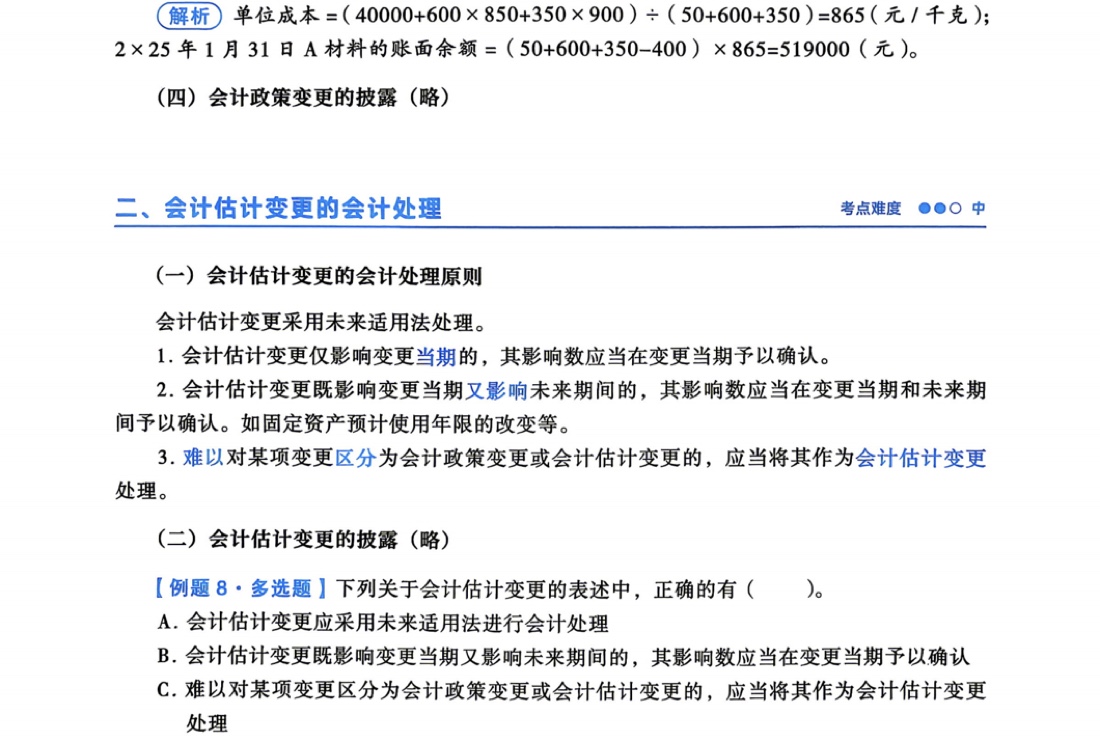 解析 单位成本=(40000+600×850+350×900)÷(50+600+350)=865(元/千克);
2×25年1月31日A材料的账面余额=(50+600+350-400)×865=519000(元)。
(四)会计政策变更的披露(略)
二、会计估计变更的会计处理 考点难度 ●●○ 中
(一)会计估计变更的会计处理原则
会计估计变更采用未来适用法处理。
1. 会计估计变更仅影响变更当期的,其影响数应当在变更当期予以确认。
2. 会计估计变更既影响变更当期又影响未来期间的,其影响数应当在变更当期和未来期
间予以确认。如固定资产预计使用年限的改变等。
3. 难以对某项变更区分为会计政策变更或会计估计变更的,应当将其作为会计估计变更
处理。
(二)会计估计变更的披露(略)
【例题8·多选题】下列关于会计估计变更的表述中,正确的有( )。
A. 会计估计变更应采用未来适用法进行会计处理
B. 会计估计变更既影响变更当期又影响未来期间的,其影响数应当在变更当期予以确认
C. 难以对某项变更区分为会计政策变更或会计估计变更的,应当将其作为会计估计变更
处理